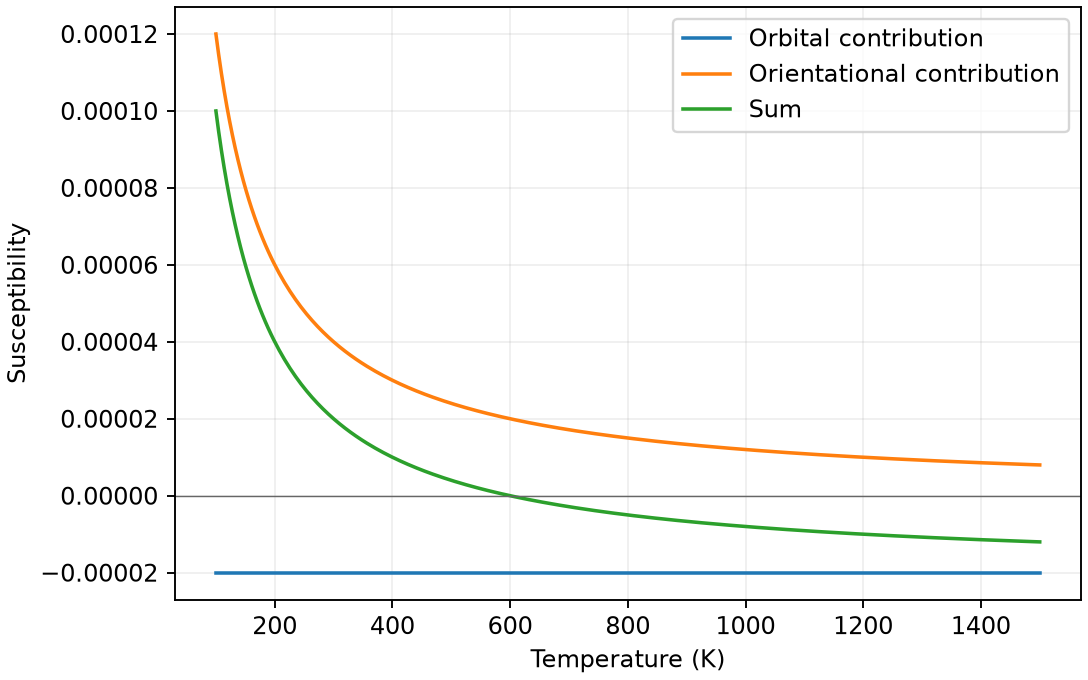 Orbital contribution
Orientational contribution
Sum
Susceptibility
0.00012
0.00010
0.00008
0.00006
0.00004
0.00002
0.00000
−0.00002
200 400 600 800 1000 1200 1400
Temperature (K)